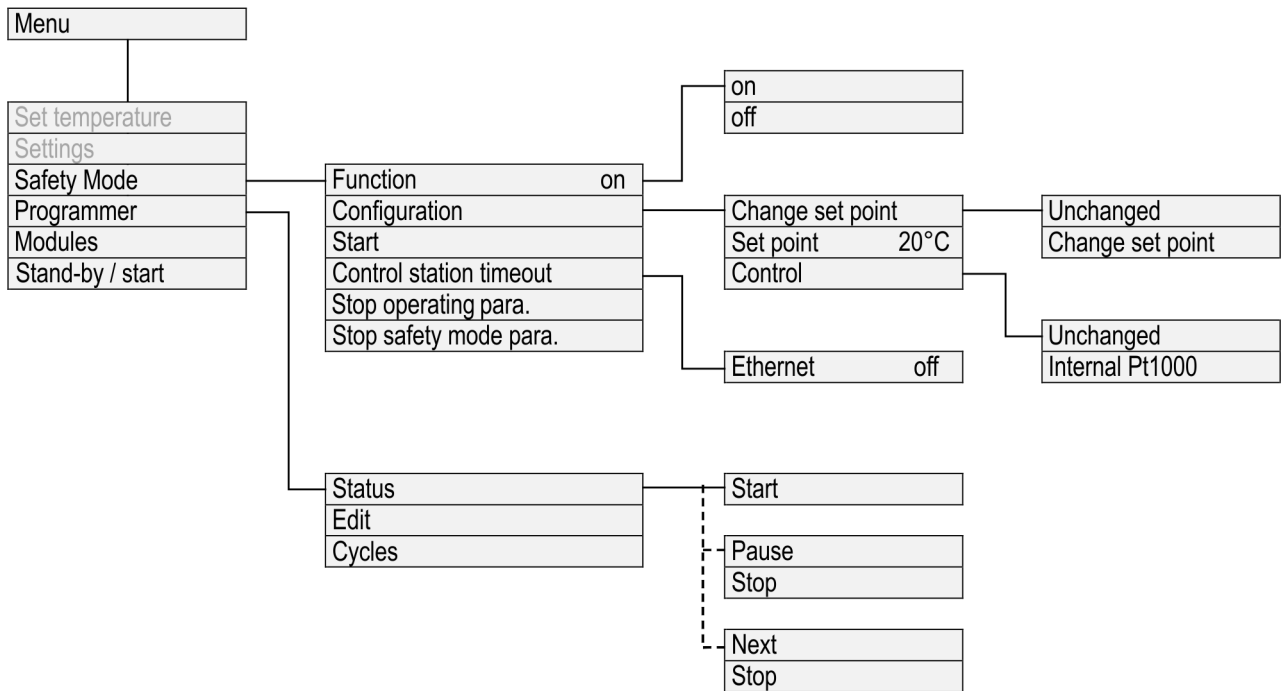 Menu
Set temperature
Settings
Safety Mode
Programmer
Modules
Stand-by / start
Function on
Configuration
Start
Control station timeout
Stop operating para.
Stop safety mode para.
on
off
Change set point
Set point 20°C
Control
Unchanged
Change set point
Unchanged
Internal Pt1000
Ethernet off
Status
Edit
Cycles
Start
Pause
Stop
Next
Stop